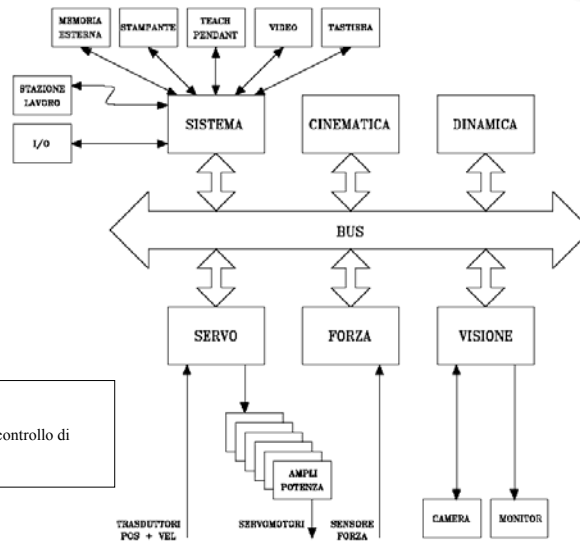 MEMORIA
ESTERNA
STAMPANTE
TEACH
PENDANT
VIDEO
TASTIERA
STAZIONE
LAVORO
I/O
SISTEMA
CINEMATICA
DINAMICA
BUS
SERVO
FORZA
VISIONE
controllo di
AMPLI
POTENZA
TRASDUTTORI
POS + VEL
SERVOMOTORI
SENSORE
FORZA
CAMERA
MONITOR